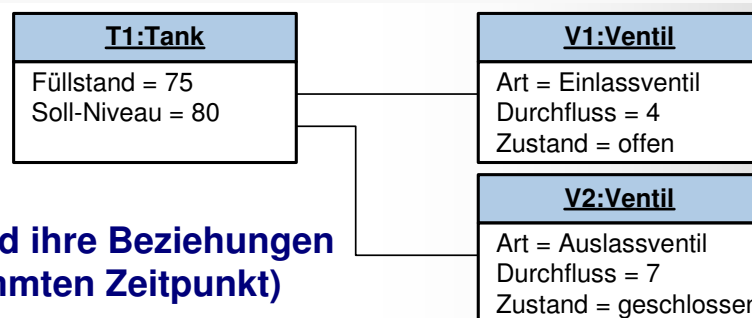 T1:Tank
Füllstand = 75
Soll-Niveau = 80
V1:Ventil
Art = Einlassventil
Durchfluss = 4
Zustand = offen
V2:Ventil
Art = Auslassventil
Durchfluss = 7
Zustand = geschlossen
ihre Beziehungen
Zeitpunkt)